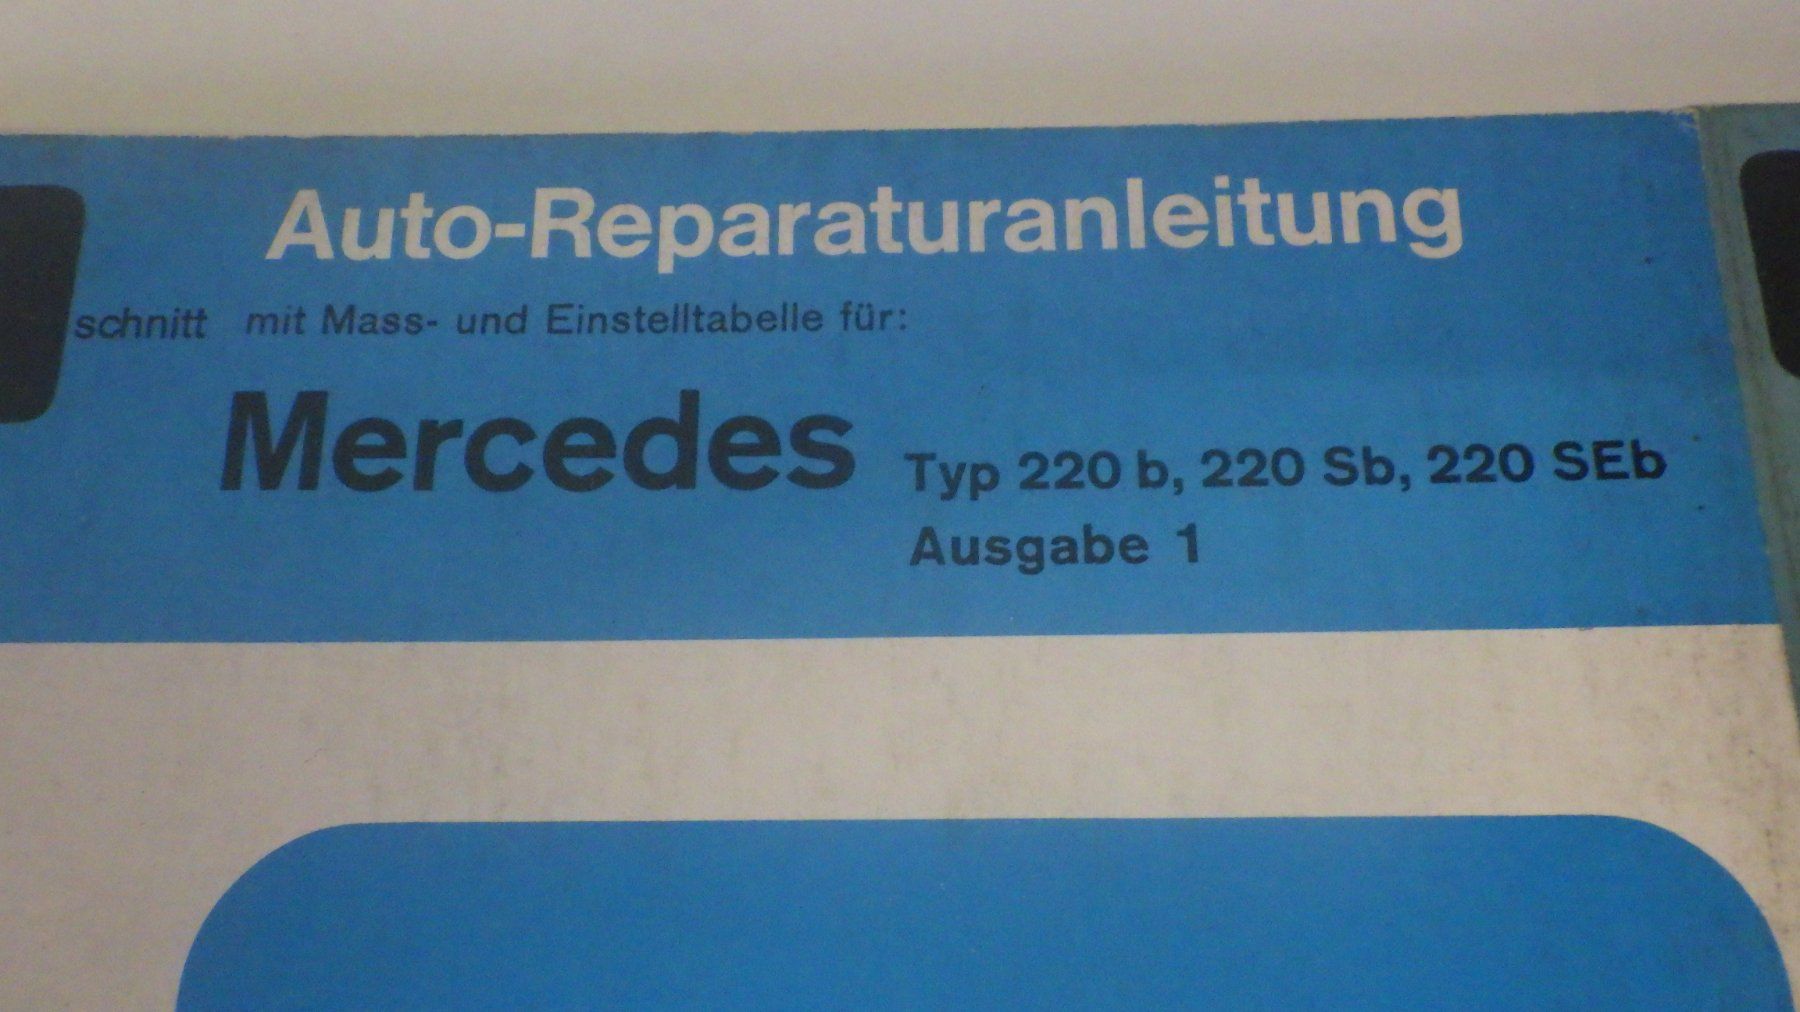 Auto-Reparaturanleitung
schnitt mit Mass- und Einstelltabelle für:
Mercedes Typ 220 b, 220 Sb, 220 SEb
Ausgabe 1